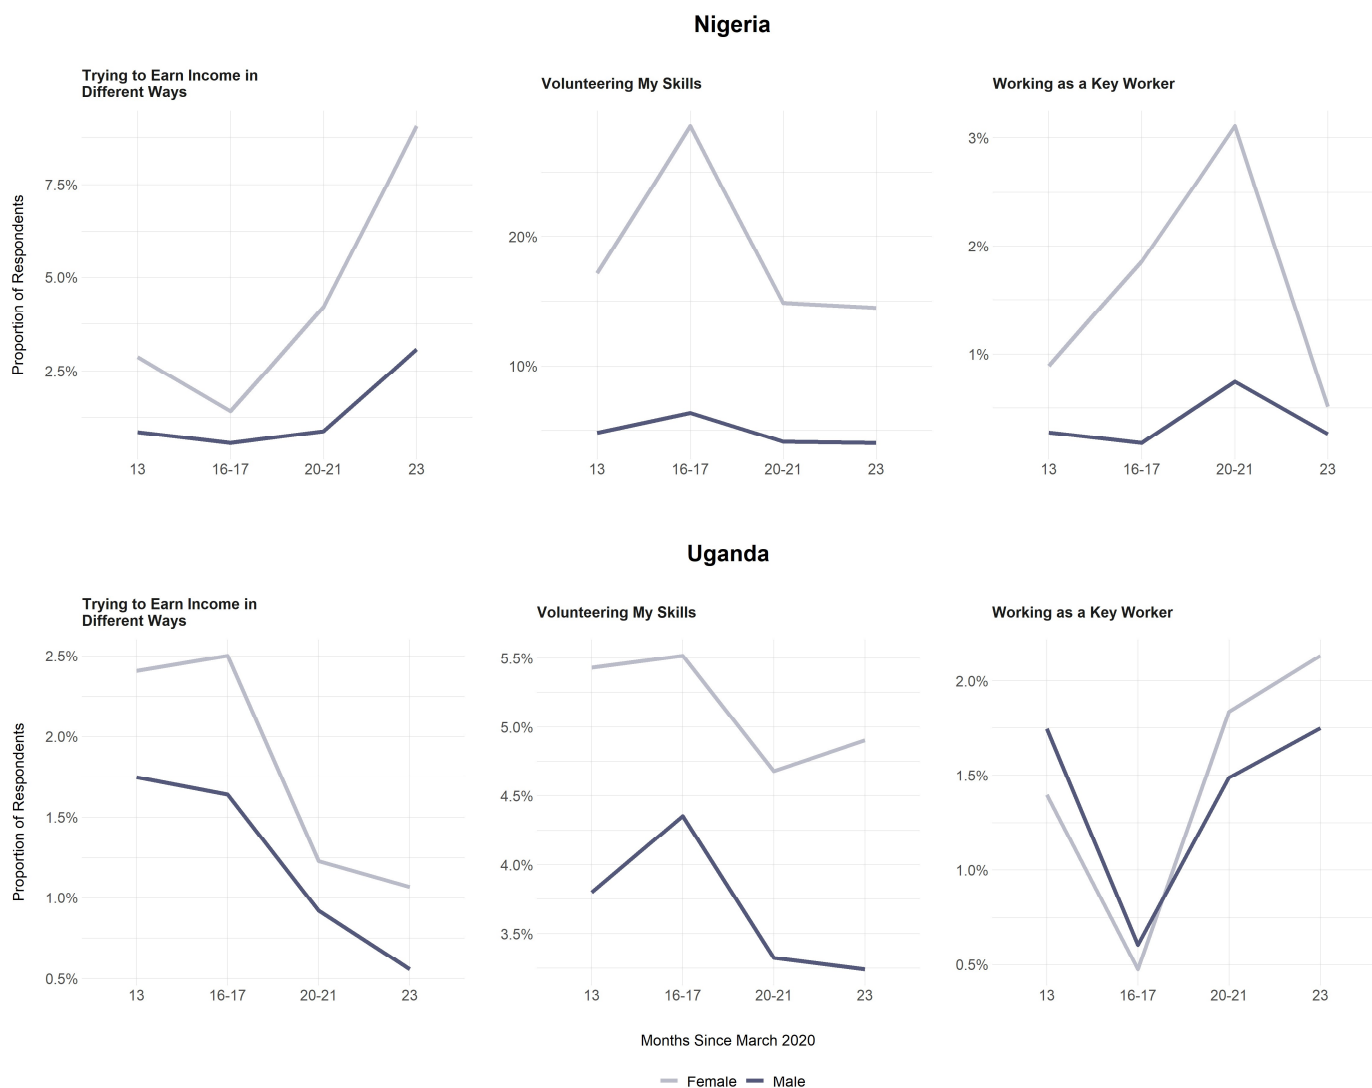 Nigeria
Trying to Earn Income in
Different Ways
Volunteering My Skills
Working as a Key Worker
Proportion of Respondents
7.5%
5.0%
2.5%
13 16-17 20-21 23
20%
10%
13 16-17 20-21 23
3%
2%
1%
13 16-17 20-21 23
Uganda
Trying to Earn Income in
Different Ways
Volunteering My Skills
Working as a Key Worker
Proportion of Respondents
2.5%
2.0%
1.5%
1.0%
0.5%
13 16-17 20-21 23
5.5%
5.0%
4.5%
4.0%
3.5%
13 16-17 20-21 23
2.0%
1.5%
1.0%
0.5%
13 16-17 20-21 23
Months Since March 2020
Female Male